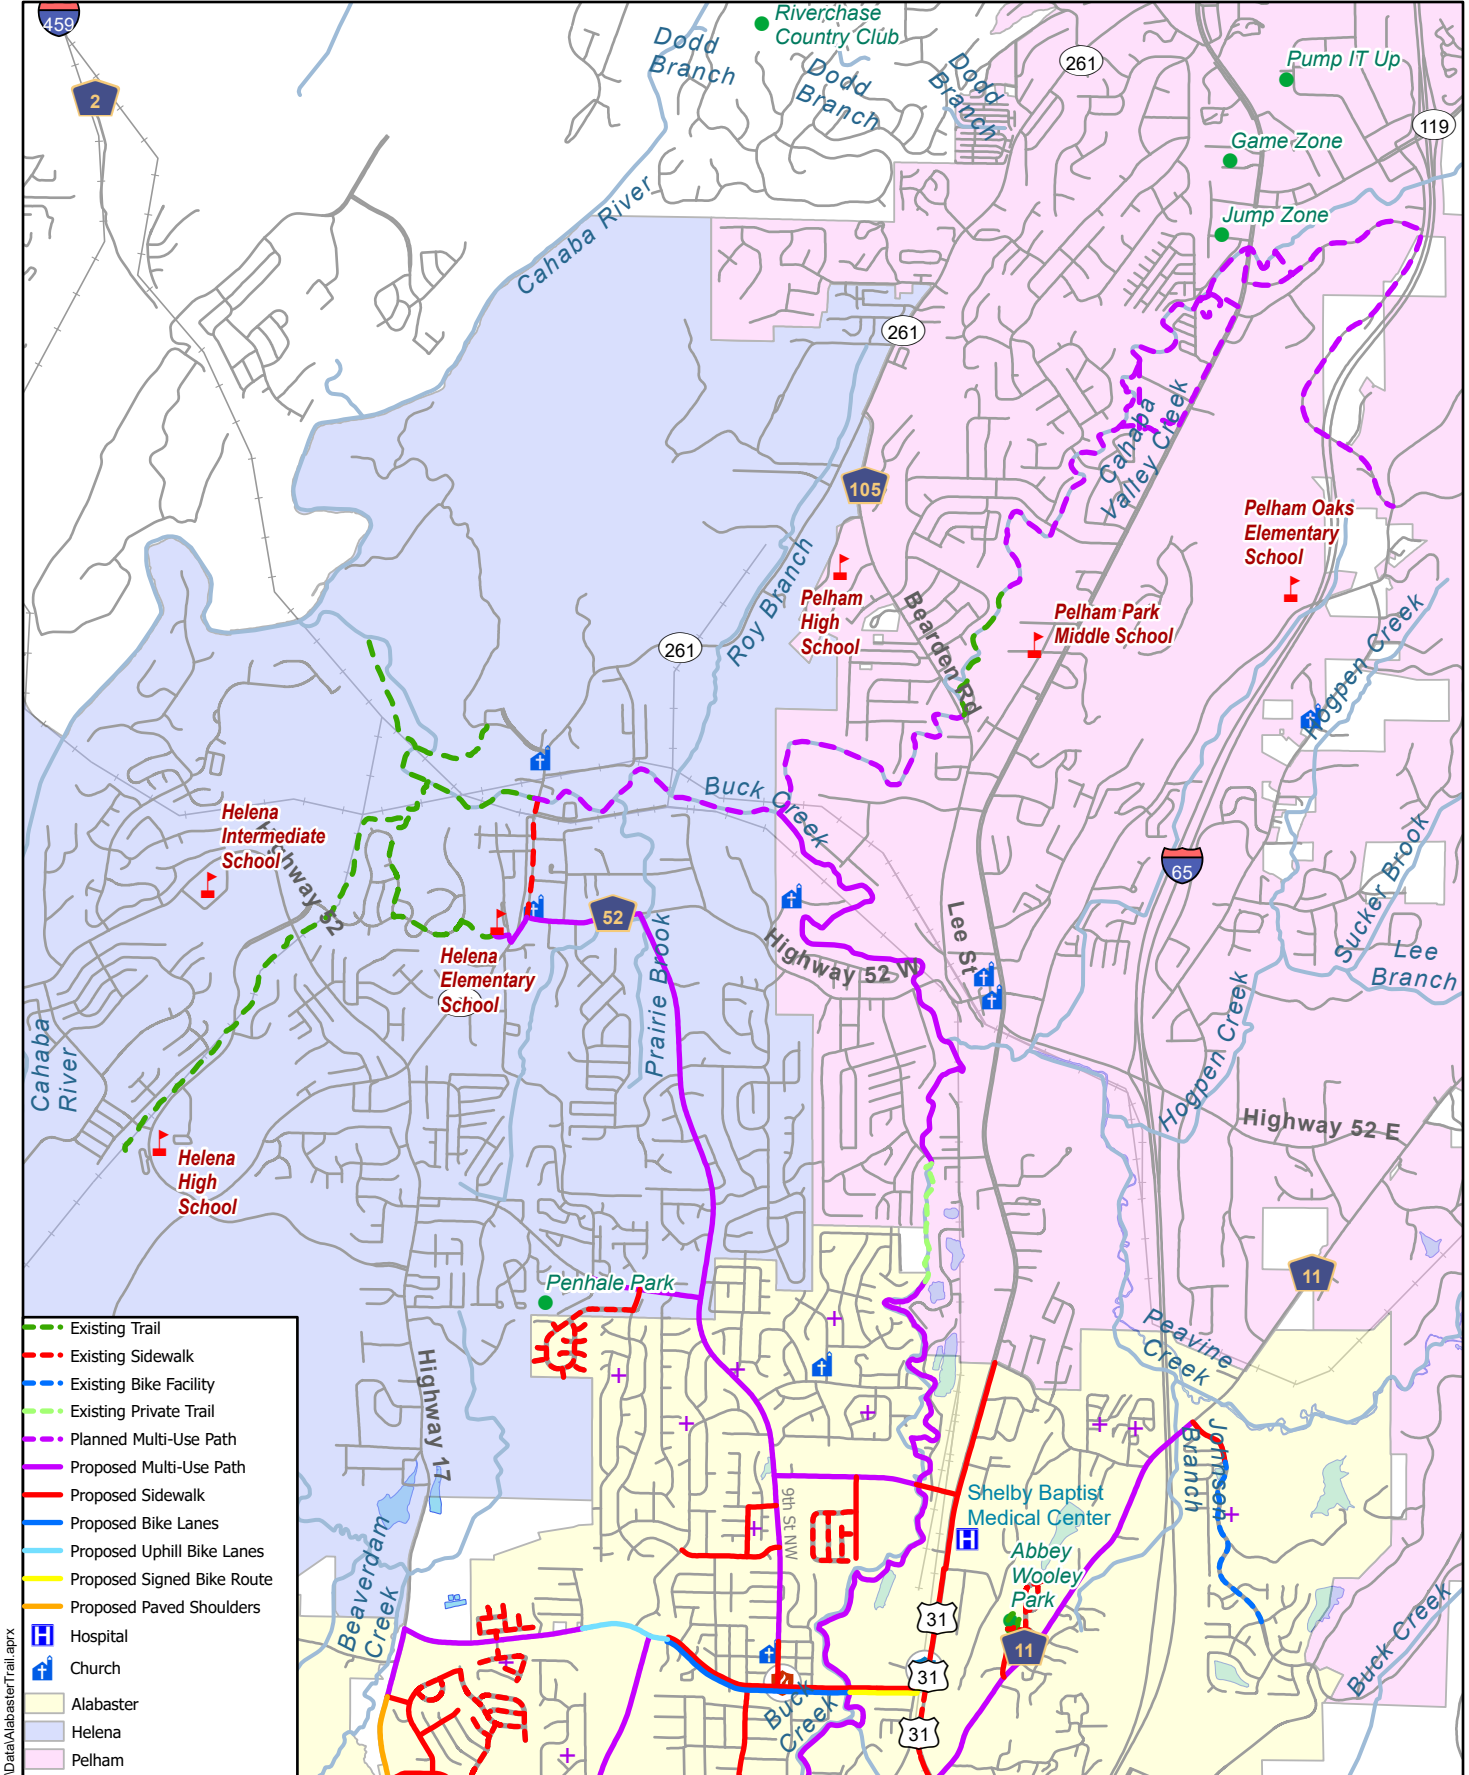 459
Riverchase
Country Club
Dodd
Branch
Dodd
Branch
Dodd
Branch
261
Pump IT Up
2
119
Game Zone
Jump Zone
Cahaba River
261
Cahaba
Valley Creek
105
Pelham Oaks
Elementary
School
Roy Branch
Pelham
High
School
Bearden Rd
Pelham Park
Middle School
Hogpen Creek
261
Buck Creek
Helena
Intermediate
School
Highway 52
65
Sucker Brook
52
Prairie Brook
Lee St
Highway 52 W
Helena
Elementary
School
Lee
Branch
Cahaba
River
Hogpen Creek
Highway 52 E
Helena
High
School
11
Penhale Park
Peavine
Creek
Highway 17
Johnson
Branch
9th St NW
Shelby Baptist
Medical Center
Abbey
Wooley
Park
Beaverdam
Creek
31
11
31
31
Buck
Creek
Buck Creek
Existing Trail
Existing Sidewalk
Existing Bike Facility
Existing Private Trail
Planned Multi-Use Path
Proposed Multi-Use Path
Proposed Sidewalk
Proposed Bike Lanes
Proposed Uphill Bike Lanes
Proposed Signed Bike Route
Proposed Paved Shoulders
H Hospital
Church
Alabaster
Helena
Pelham
\Data\AlabasterTrail.aprx